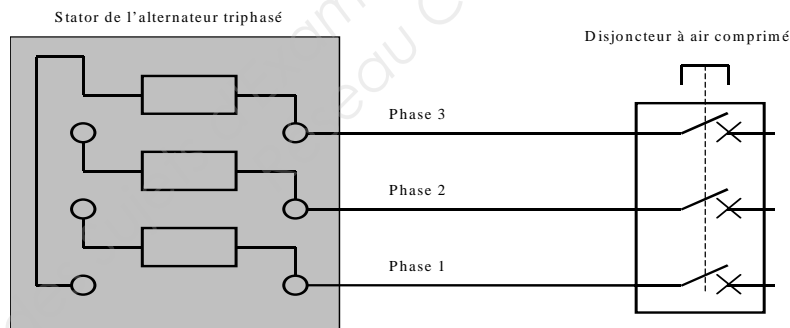 Stator de l'alternateur triphasé
Disjoncteur à air comprimé
Phase 3
Phase 2
Phase 1